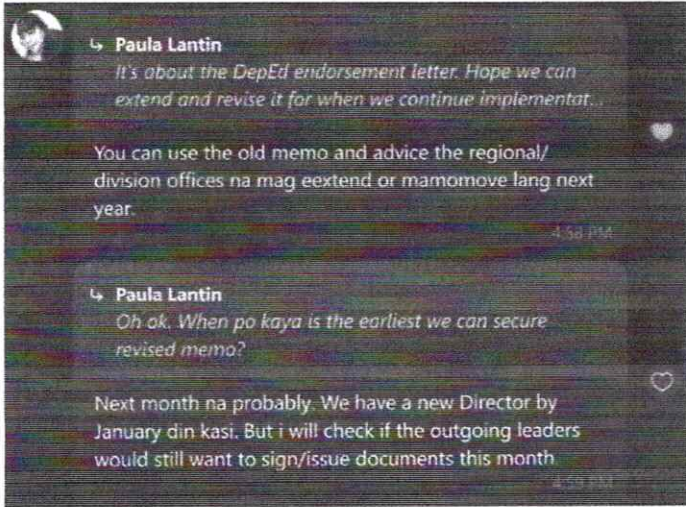 ↳ Paula Lantin
It's about the DepEd endorsement letter. Hope we can
extend and revise it for when we continue implementat...
You can use the old memo and advice the regional/
division offices na mag eextend or mamomove lang next
year.
4:58 PM
↳ Paula Lantin
Oh ok. When po kaya is the earliest we can secure
revised memo?
Next month na probably. We have a new Director by
January din kasi. But i will check if the outgoing leaders
would still want to sign/issue documents this month
4:59 PM